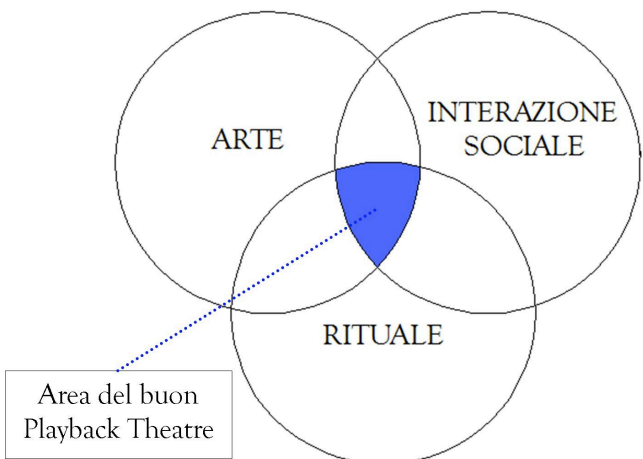 ARTE
INTERAZIONE
SOCIALE
RITUALE
Area del buon
Playback Theatre